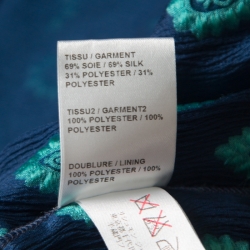 TISSU / GARMENT
69% SOIE / 69% SILK
31% POLYESTER / 31%
POLYESTER
TISSU2 / GARMENT2
100% POLYESTER / 100%
POLYESTER
DOUBLURE / LINING
100% POLYESTER / 100%
POLYESTER